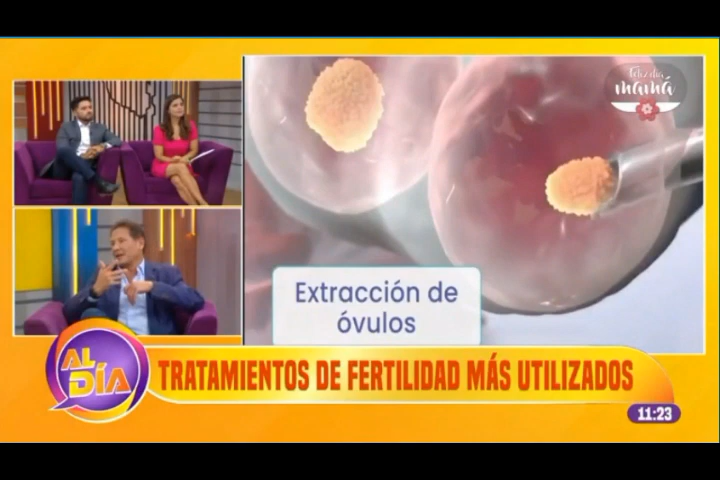 Feliz día
mamá
Extracción de
óvulos
AL
DÍA
TRATAMIENTOS DE FERTILIDAD MÁS UTILIZADOS
11:23